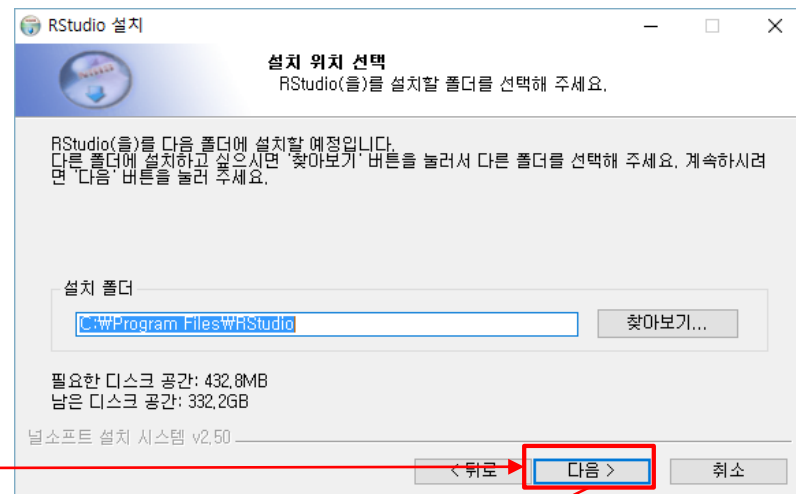 RStudio 설치
설치 위치 선택
RStudio(을)를 설치할 폴더를 선택해 주세요.
RStudio(을)를 다음 폴더에 설치할 예정입니다.
다른 폴더에 설치하고 싶으시면 '찾아보기' 버튼을 눌러서 다른 폴더를 선택해 주세요. 계속하시려
면 '다음' 버튼을 눌러 주세요.
설치 폴더
C:₩Program Files₩RStudio
찾아보기...
필요한 디스크 공간: 432.8MB
남은 디스크 공간: 332.2GB
널소프트 설치 시스템 v2.50
< 뒤로
다음 >
취소